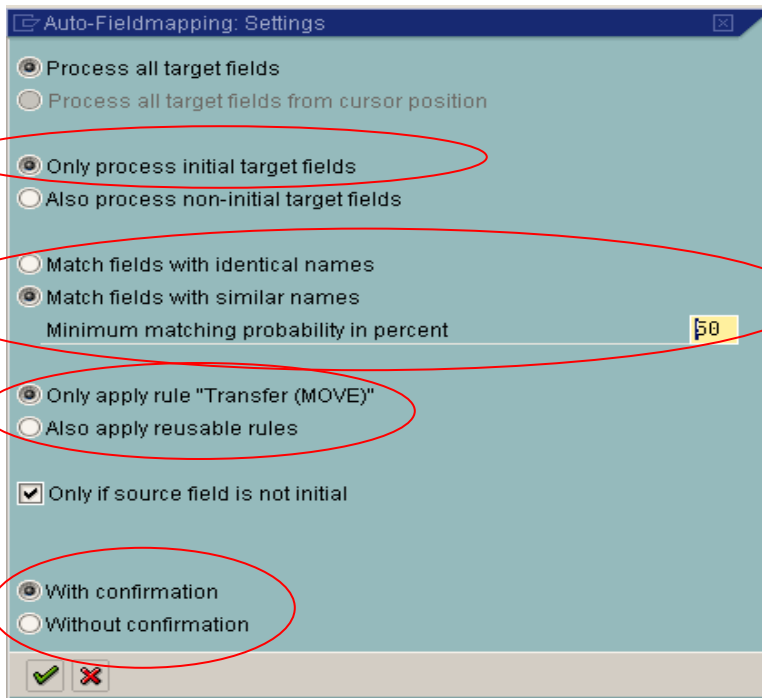 Auto-Fieldmapping: Settings
Process all target fields
Process all target fields from cursor position
Only process initial target fields
Also process non-initial target fields
Match fields with identical names
Match fields with similar names
Minimum matching probability in percent 50
Only apply rule "Transfer (MOVE)"
Also apply reusable rules
Only if source field is not initial
With confirmation
Without confirmation